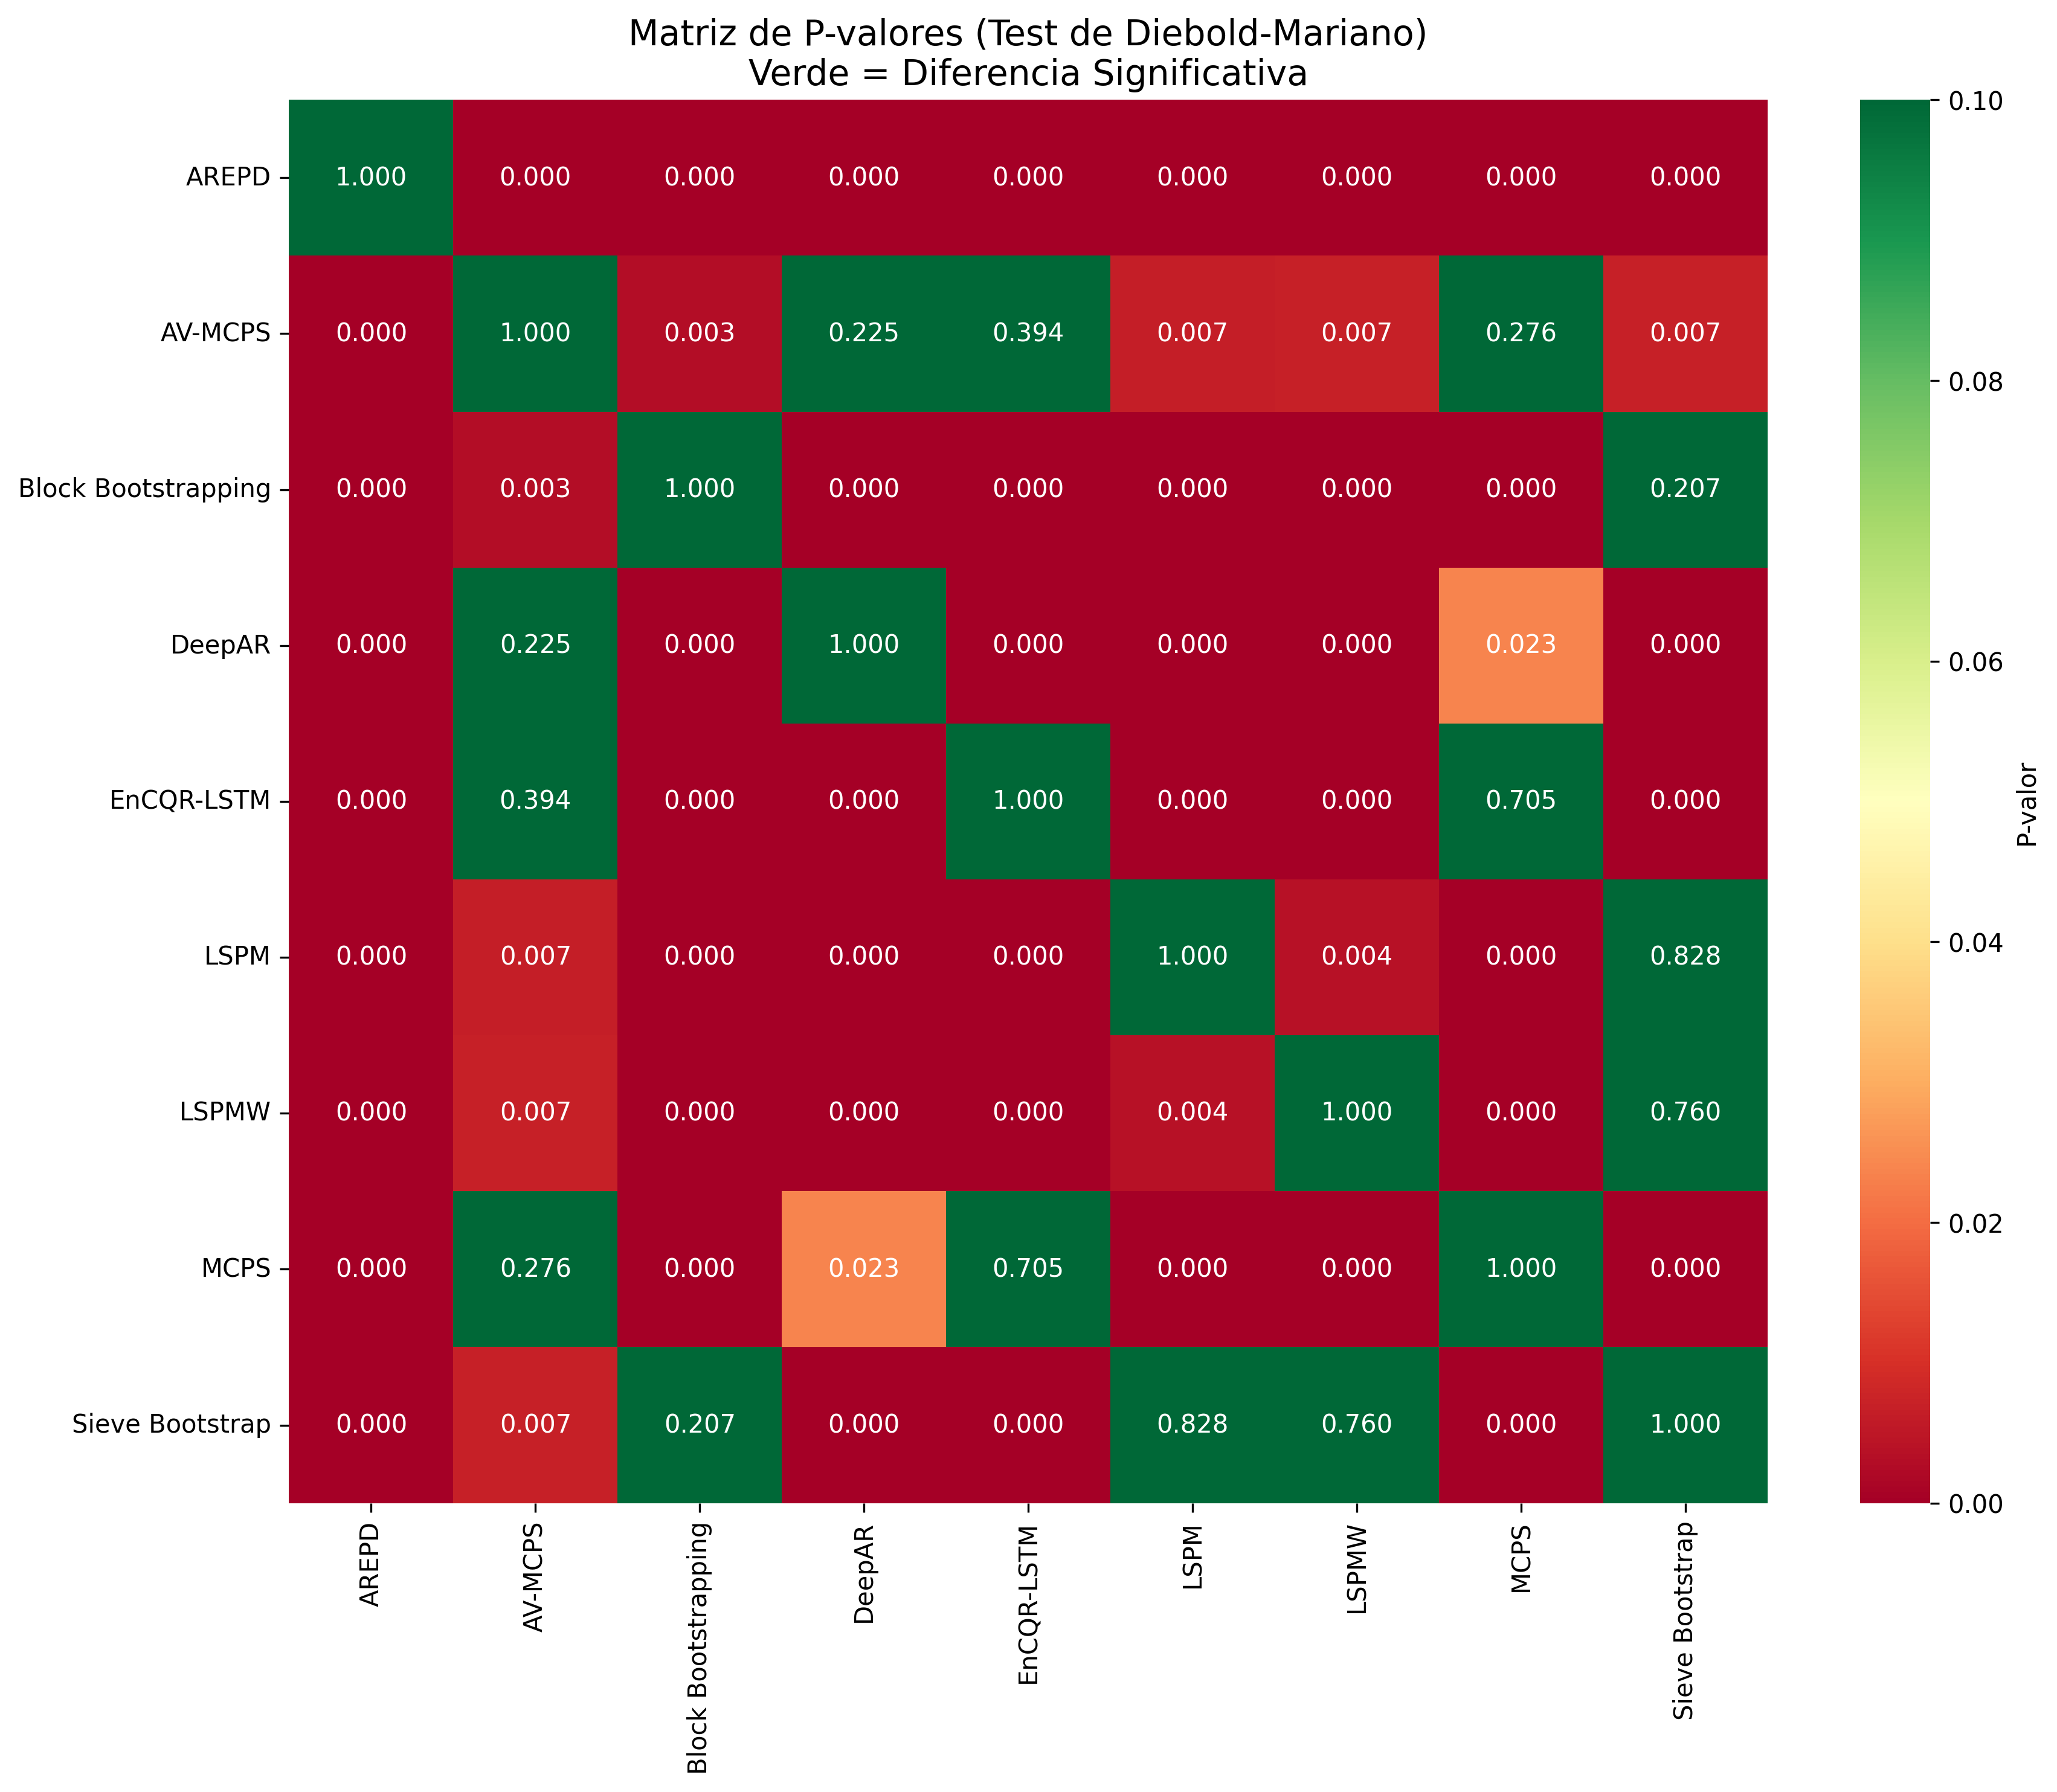 Matriz de P-valores (Test de Diebold-Mariano)
Verde = Diferencia Significativa
AREPD 1.000 0.000 0.000 0.000 0.000 0.000 0.000 0.000 0.000
AV-MCPS 0.000 1.000 0.003 0.225 0.394 0.007 0.007 0.276 0.007
Block Bootstrapping 0.000 0.003 1.000 0.000 0.000 0.000 0.000 0.000 0.207
DeepAR 0.000 0.225 0.000 1.000 0.000 0.000 0.000 0.023 0.000
EnCQR-LSTM 0.000 0.394 0.000 0.000 1.000 0.000 0.000 0.705 0.000
LSPM 0.000 0.007 0.000 0.000 0.000 1.000 0.004 0.000 0.828
LSPMW 0.000 0.007 0.000 0.000 0.000 0.004 1.000 0.000 0.760
MCPS 0.000 0.276 0.000 0.023 0.705 0.000 0.000 1.000 0.000
Sieve Bootstrap 0.000 0.007 0.207 0.000 0.000 0.828 0.760 0.000 1.000
AREPD
AV-MCPS
Block Bootstrapping
DeepAR
EnCQR-LSTM
LSPM
LSPMW
MCPS
Sieve Bootstrap
0.10
0.08
0.06
0.04
0.02
0.00
P-valor